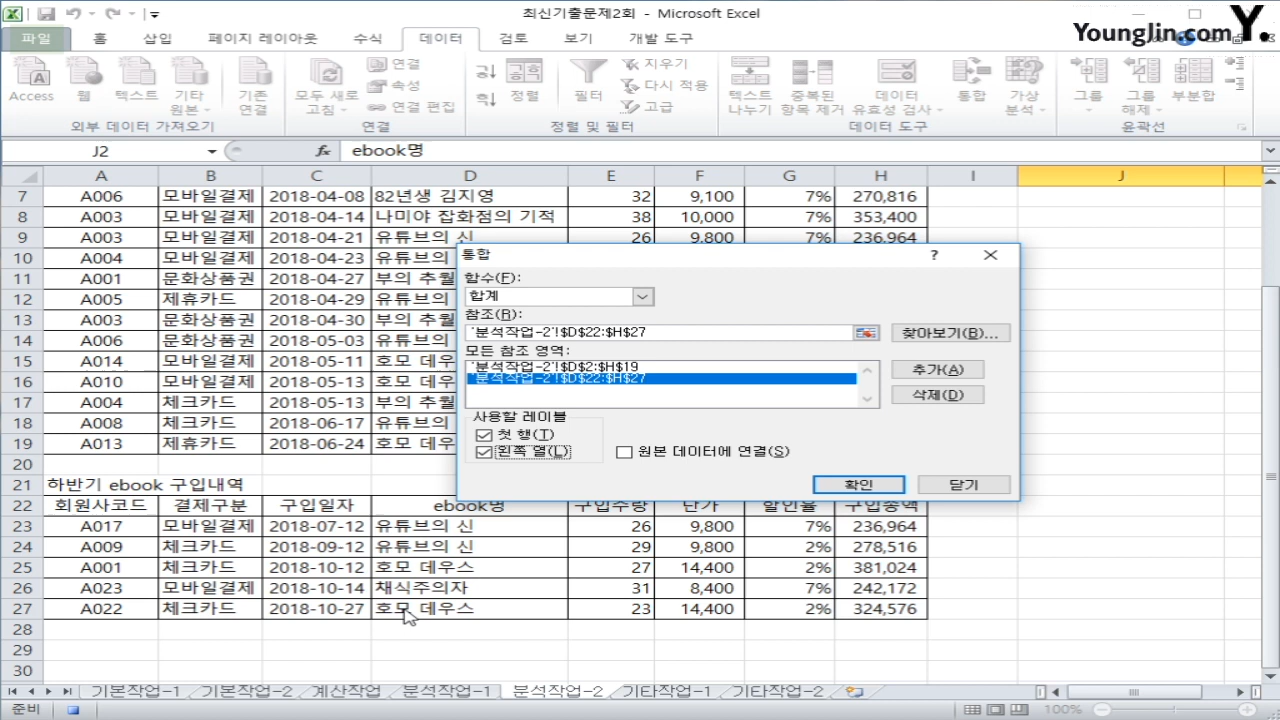 최신기출문제2회 - Microsoft Excel
YoungJin.com Y.
파일 홈 삽입 페이지 레이아웃 수식 데이터 검토 보기 개발 도구
Access 웹 텍스트 기타 원본 기존 연결 모두 새로 고침 연결 속성 연결 편집 정렬 필터 지우기 다시 적용 고급 텍스트 나누기 중복된 항목 제거 데이터 유효성 검사 통합 가상 분석 그룹 그룹 해제 부분합
외부 데이터 가져오기 연결 정렬 및 필터 데이터 도구 윤곽선
J2 fx ebook명
A B C D E F G H I J
7 A006 모바일결제 2018-04-08 82년생 김지영 32 9,100 7% 270,816
8 A003 모바일결제 2018-04-14 나미야 잡화점의 기적 38 10,000 7% 353,400
9 A003 모바일결제 2018-04-21 유튜브의 신 26 9,800 7% 236,964
10 A004 모바일결제 2018-04-23 유튜브의
11 A001 문화상품권 2018-04-27 부의 추월
12 A005 제휴카드 2018-04-29 유튜브의
13 A003 문화상품권 2018-04-30 부의 추월
14 A006 문화상품권 2018-05-03 유튜브의
15 A014 모바일결제 2018-05-11 호모 데우
16 A010 모바일결제 2018-05-13 호모 데우
17 A004 체크카드 2018-05-13 부의 추월
18 A008 체크카드 2018-06-17 유튜브의
19 A013 제휴카드 2018-06-24 호모 데우
20
21 하반기 ebook 구입내역
22 회원사코드 결제구분 구입일자 ebook명 구입수량 단가 할인율 구입총액
23 A017 모바일결제 2018-07-12 유튜브의 신 26 9,800 7% 236,964
24 A009 체크카드 2018-09-12 유튜브의 신 29 9,800 2% 278,516
25 A001 체크카드 2018-10-12 호모 데우스 27 14,400 2% 381,024
26 A023 모바일결제 2018-10-14 채식주의자 31 8,400 7% 242,172
27 A022 체크카드 2018-10-27 호모 데우스 23 14,400 2% 324,576
28
29
30
통합 ?
함수(F):
합계
참조(R):
'분석작업-2'!$D$22:$H$27 찾아보기(B)...
모든 참조 영역:
'분석작업-2'!$D$2:$H$19 추가(A)
'분석작업-2'!$D$22:$H$27 삭제(D)
사용할 레이블
첫 행(T)
왼쪽 열(L) 원본 데이터에 연결(S)
확인 닫기
기본작업-1 기본작업-2 계산작업 분석작업-1 분석작업-2 기타작업-1 기타작업-2
준비 100%